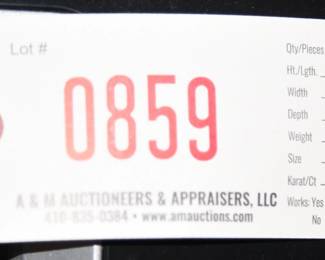 Lot #
0859
A & M AUCTIONEERS & APPRAISERS, LLC
410-835-0384 • www.amauctions.com
Qty/Pieces
Ht./Lgth.
Width
Depth
Weight
Size
Karat/Ct
Works: Yes
No